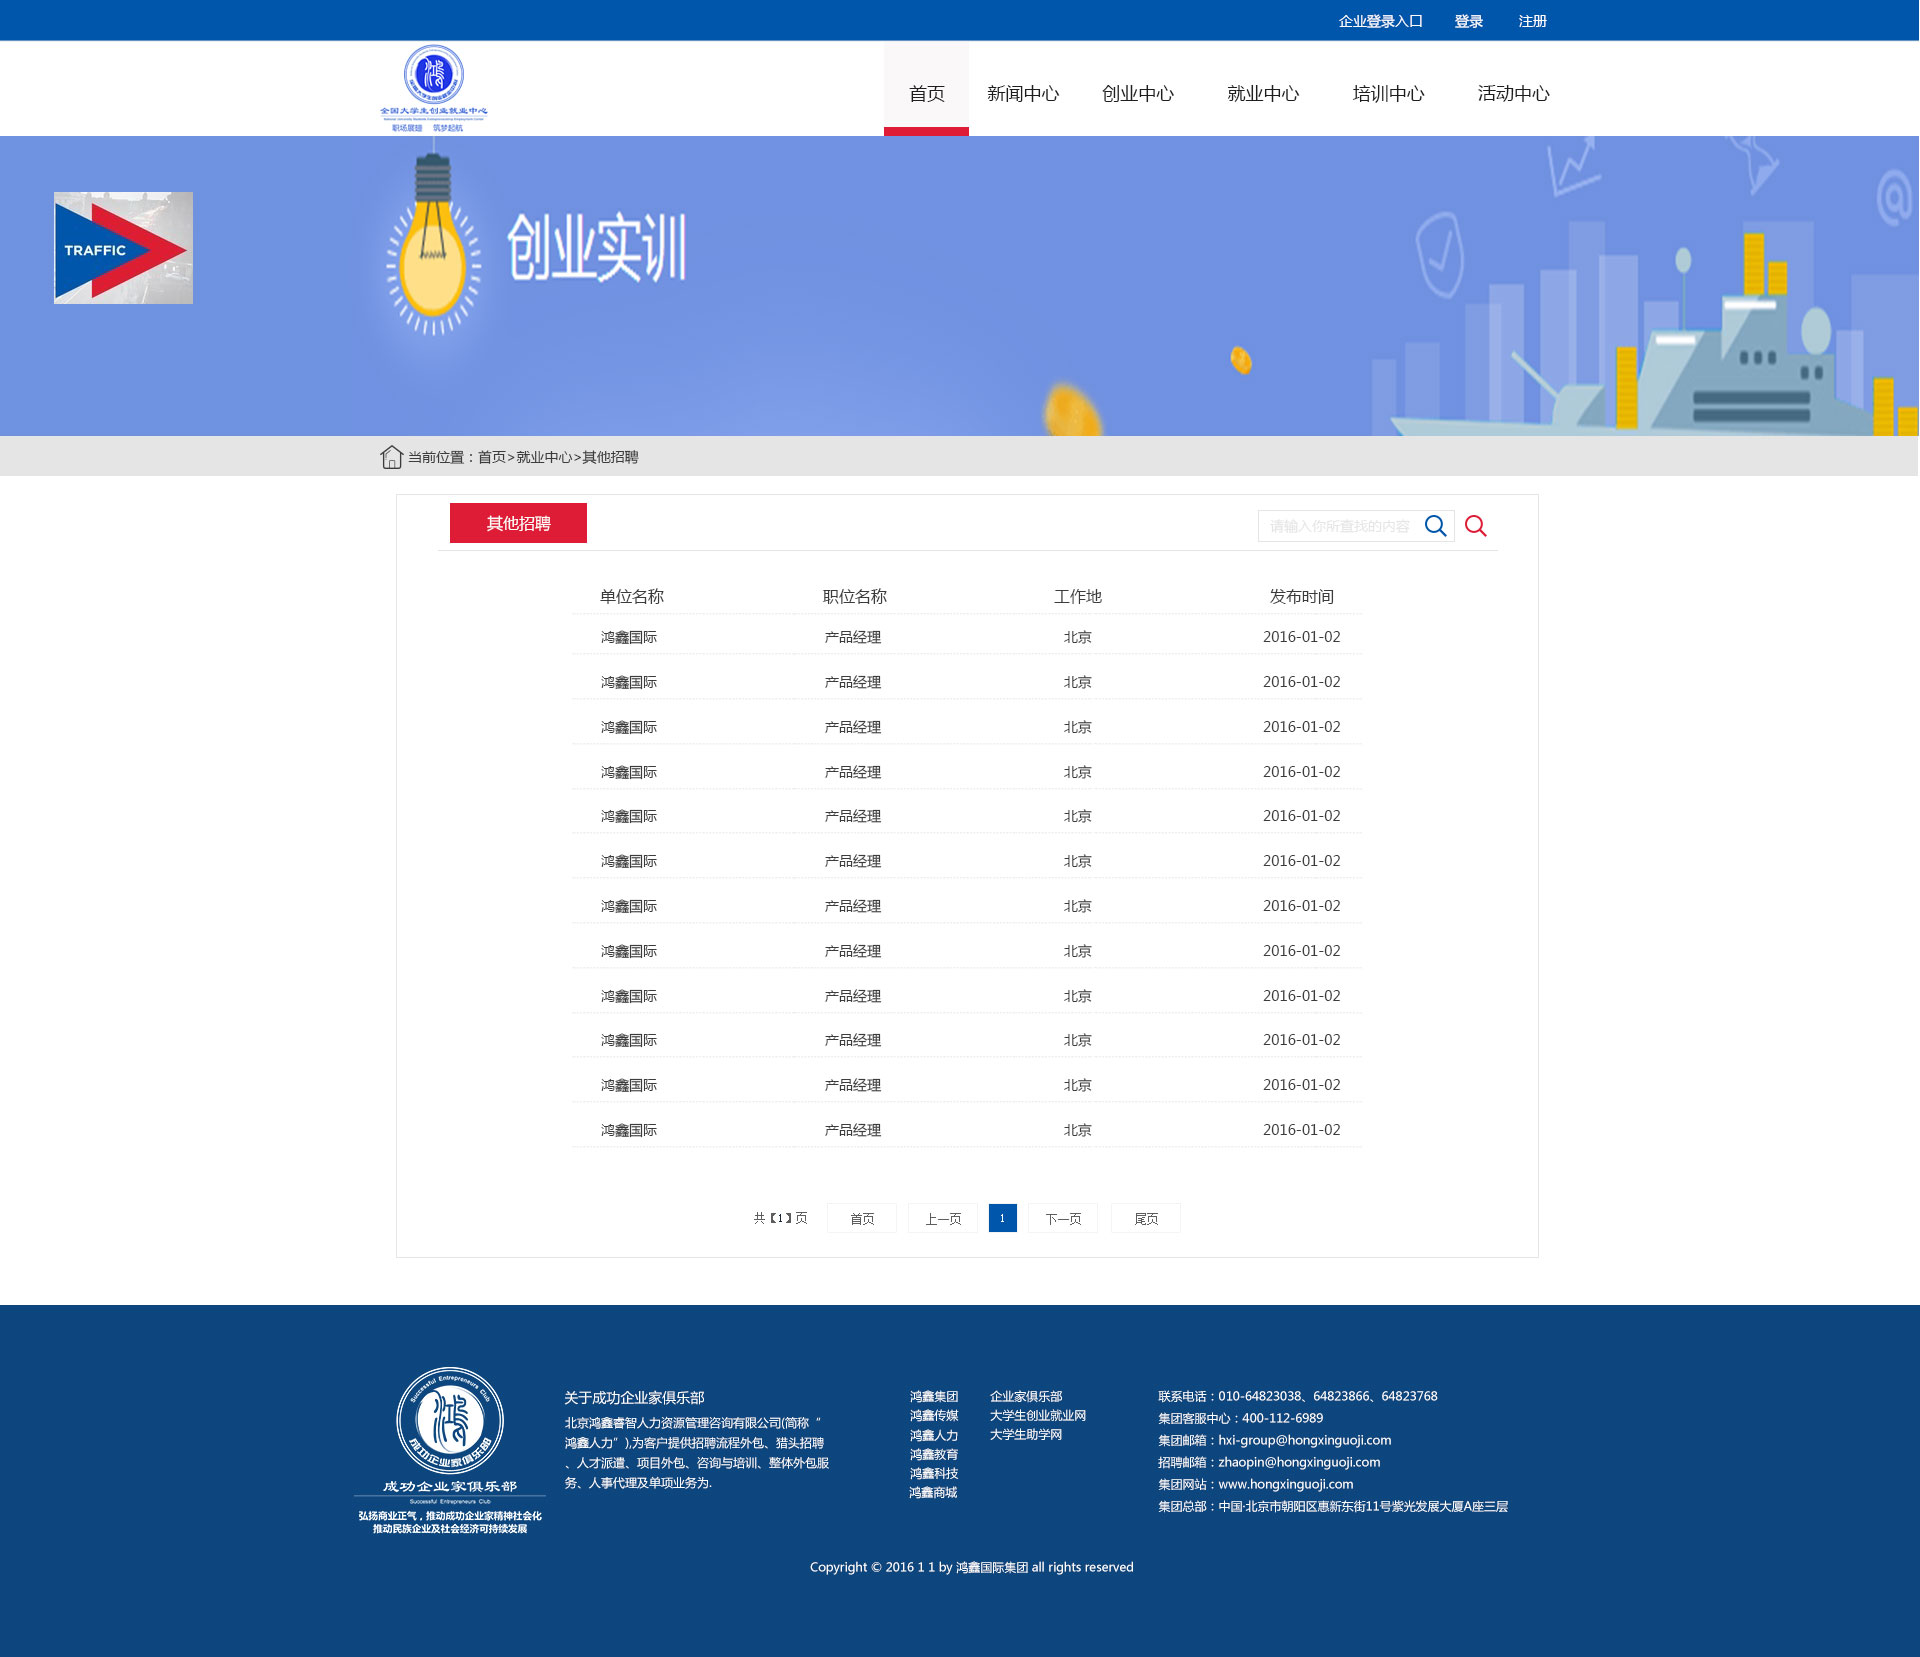 企业登录入口 登录 注册
全国大学生创业就业中心
首页 新闻中心 创业中心 就业中心 培训中心 活动中心
TRAFFIC
创业实训
当前位置：首页>就业中心>其他招聘
其他招聘
请输入你所查找的内容
单位名称 职位名称 工作地 发布时间
鸿鑫国际 产品经理 北京 2016-01-02
鸿鑫国际 产品经理 北京 2016-01-02
鸿鑫国际 产品经理 北京 2016-01-02
鸿鑫国际 产品经理 北京 2016-01-02
鸿鑫国际 产品经理 北京 2016-01-02
鸿鑫国际 产品经理 北京 2016-01-02
鸿鑫国际 产品经理 北京 2016-01-02
鸿鑫国际 产品经理 北京 2016-01-02
鸿鑫国际 产品经理 北京 2016-01-02
鸿鑫国际 产品经理 北京 2016-01-02
鸿鑫国际 产品经理 北京 2016-01-02
鸿鑫国际 产品经理 北京 2016-01-02
共【1】页 首页 上一页 1 下一页 尾页
Successful Entrepreneurs Club
鸿
成功企业家俱乐部
成功企业家俱乐部
Successful Entrepreneurs Club
弘扬商业正气，推动成功企业家精神社会化
推动民族企业及社会经济可持续发展
关于成功企业家俱乐部
北京鸿鑫睿智人力资源管理咨询有限公司(简称“
鸿鑫人力”),为客户提供招聘流程外包、猎头招聘
、人才派遣、项目外包、咨询与培训、整体外包服
务、人事代理及单项业务为.
鸿鑫集团
鸿鑫传媒
鸿鑫人力
鸿鑫教育
鸿鑫科技
鸿鑫商城
企业家俱乐部
大学生创业就业网
大学生助学网
联系电话：010-64823038、64823866、64823768
集团客服中心：400-112-6989
集团邮箱：hxi-group@hongxinguoji.com
招聘邮箱：zhaopin@hongxinguoji.com
集团网站：www.hongxinguoji.com
集团总部：中国·北京市朝阳区惠新东街11号紫光发展大厦A座三层
Copyright © 2016 1 1 by 鸿鑫国际集团 all rights reserved